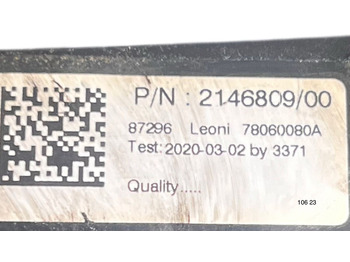 P/N : 2146809/00
87296 Leoni 78060080A
Test: 2020-03-02 by 3371
Quality.....
106 23